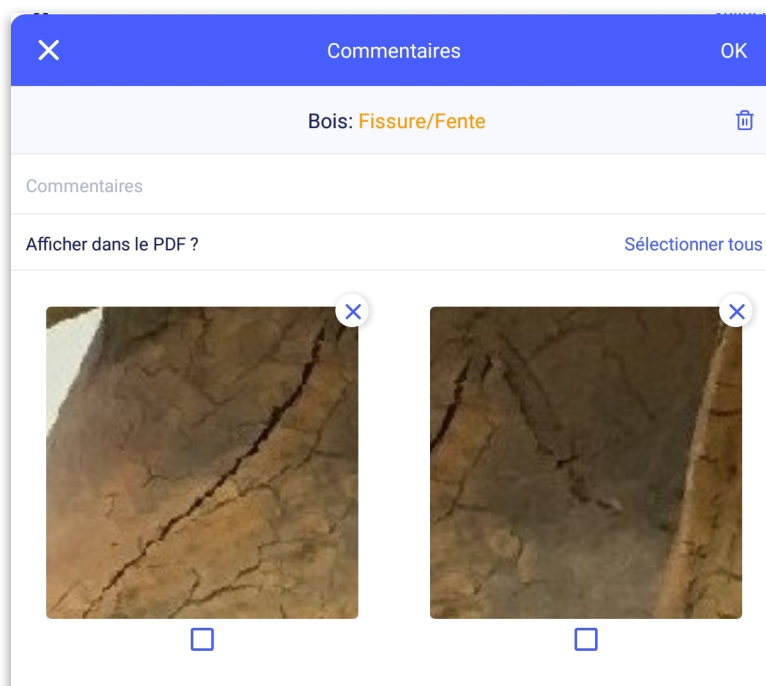 Commentaires
OK
Bois: Fissure/Fente
Commentaires
Afficher dans le PDF ?
Sélectionner tous